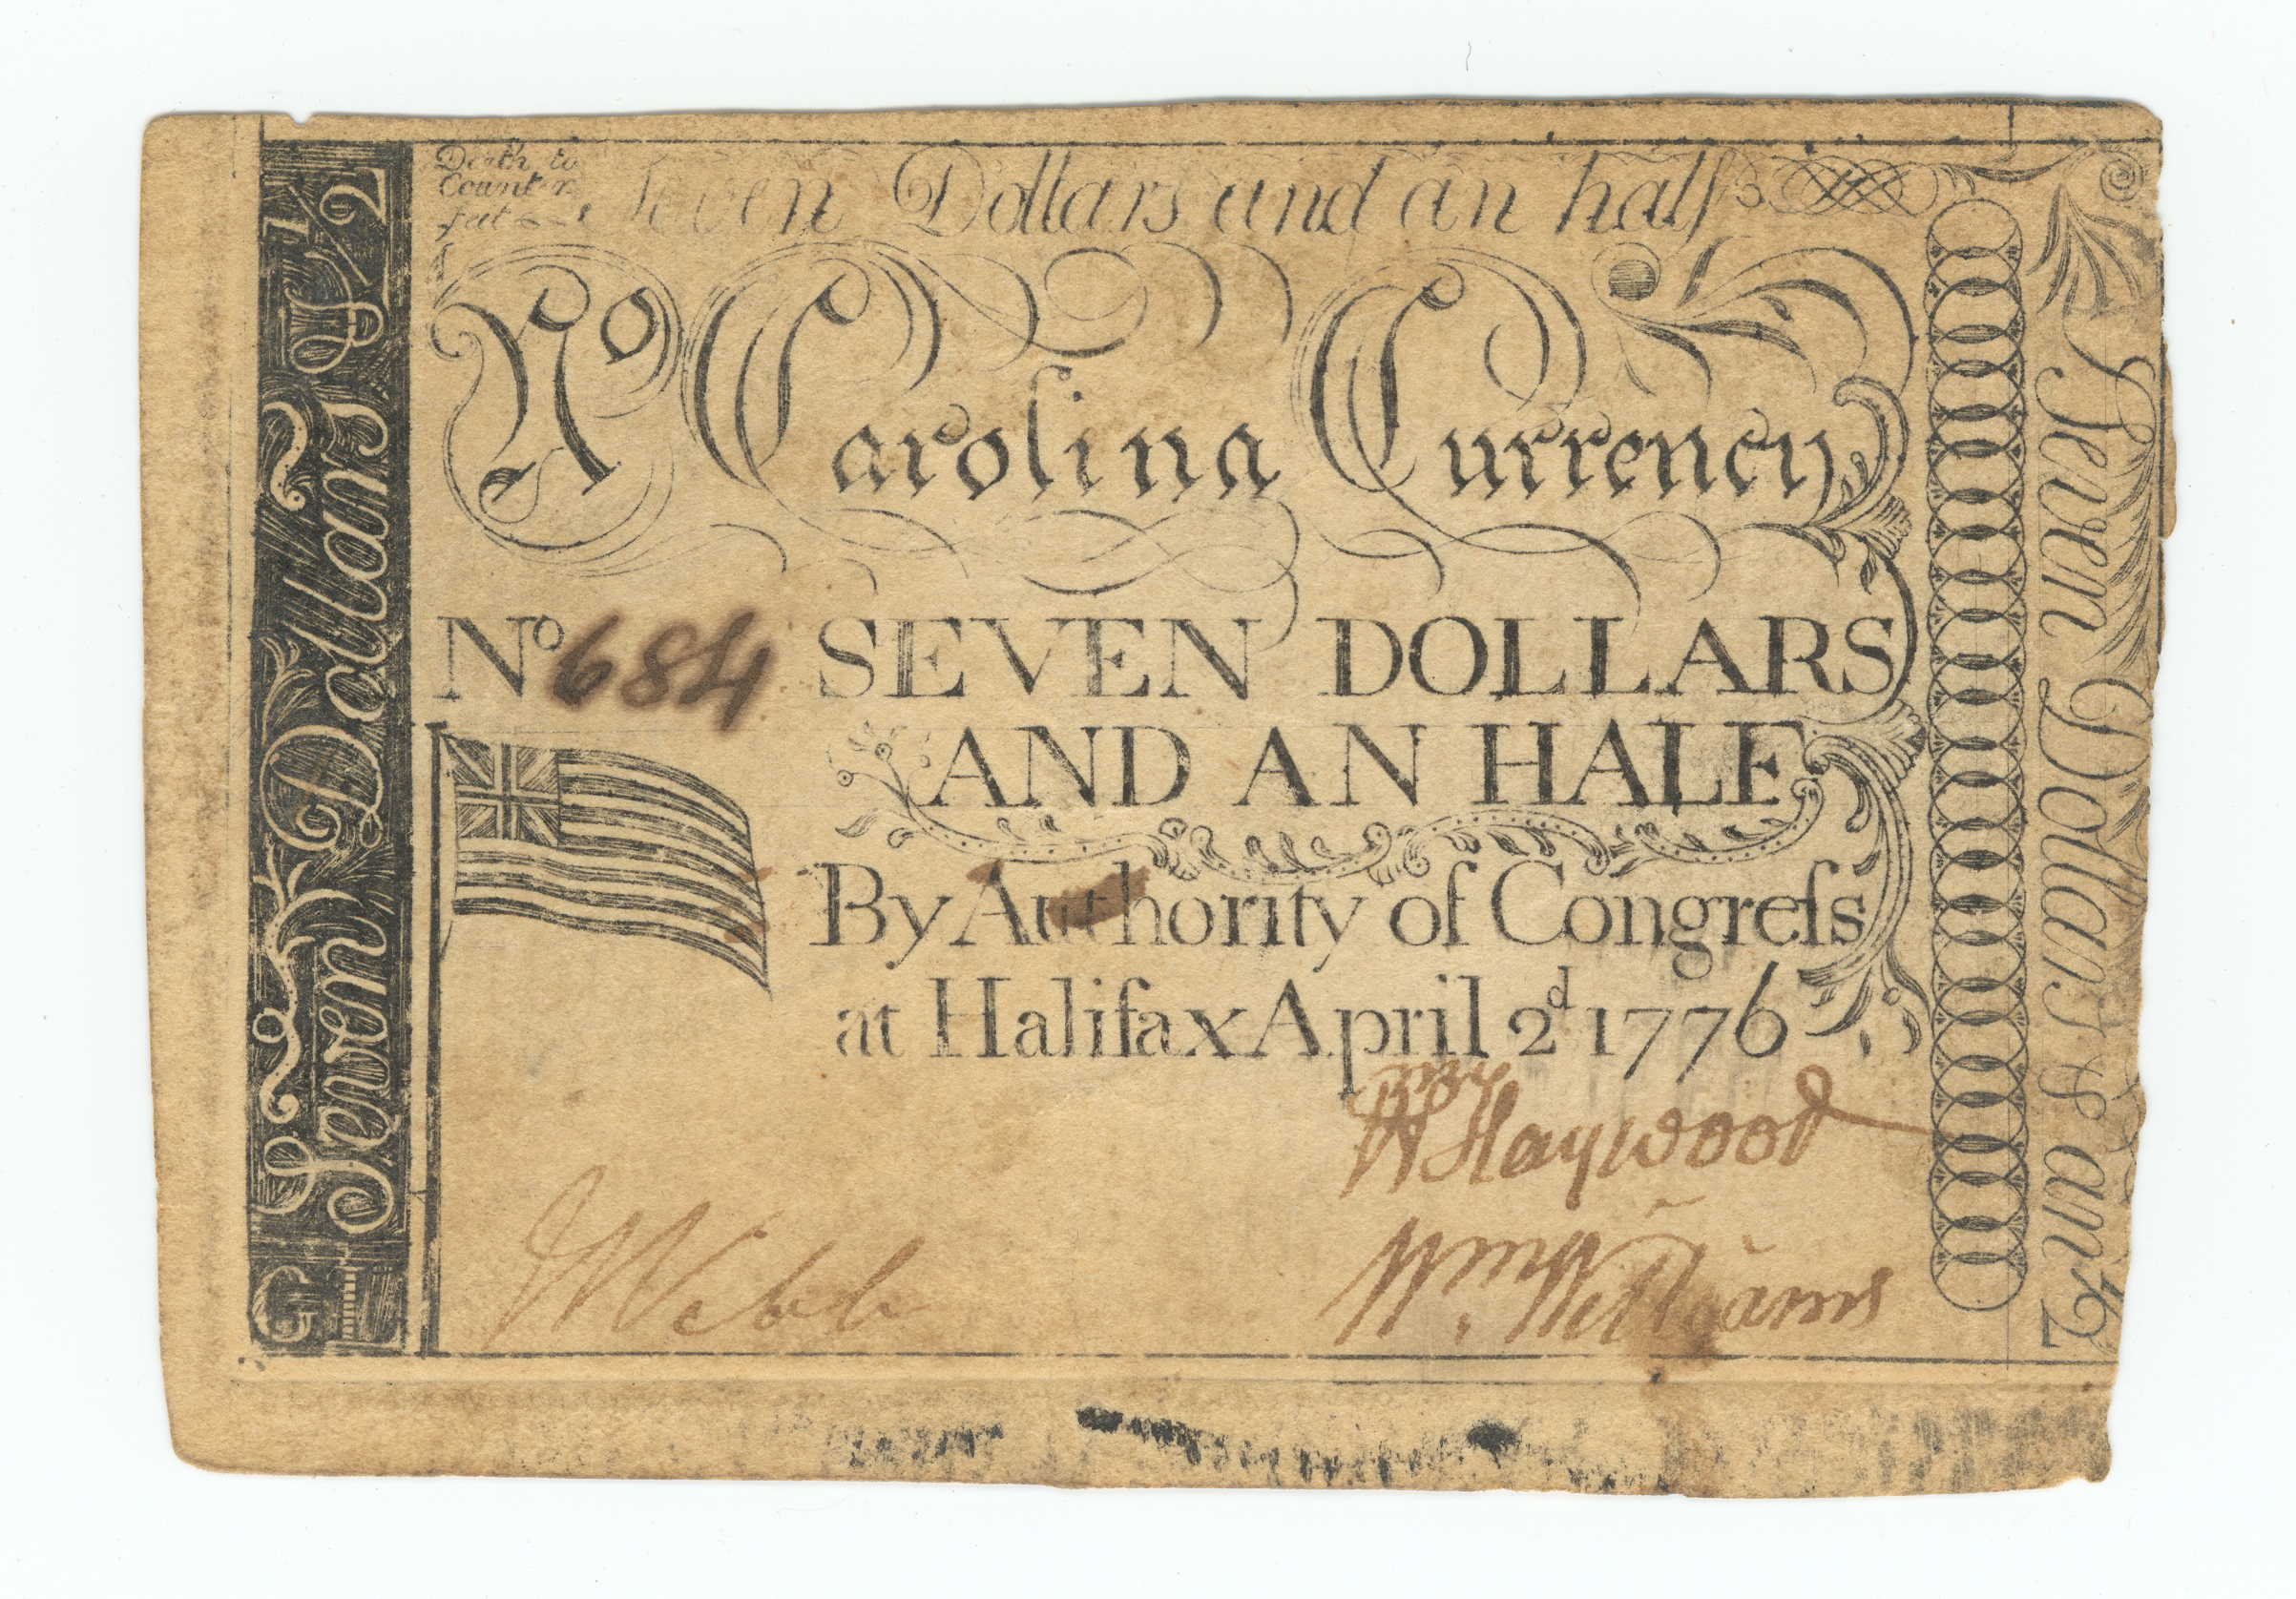 Death to
Counter
feit
Seven Dollars and an half
No Carolina Currency
No 684 SEVEN DOLLARS
AND AN HALF
By Authority of Congreſs
at Halifax April 2d 1776
Wm Haywood
J Webb
Wm. Williams
Seven Dollars & 1/2
Seven Dollars & an 1/2